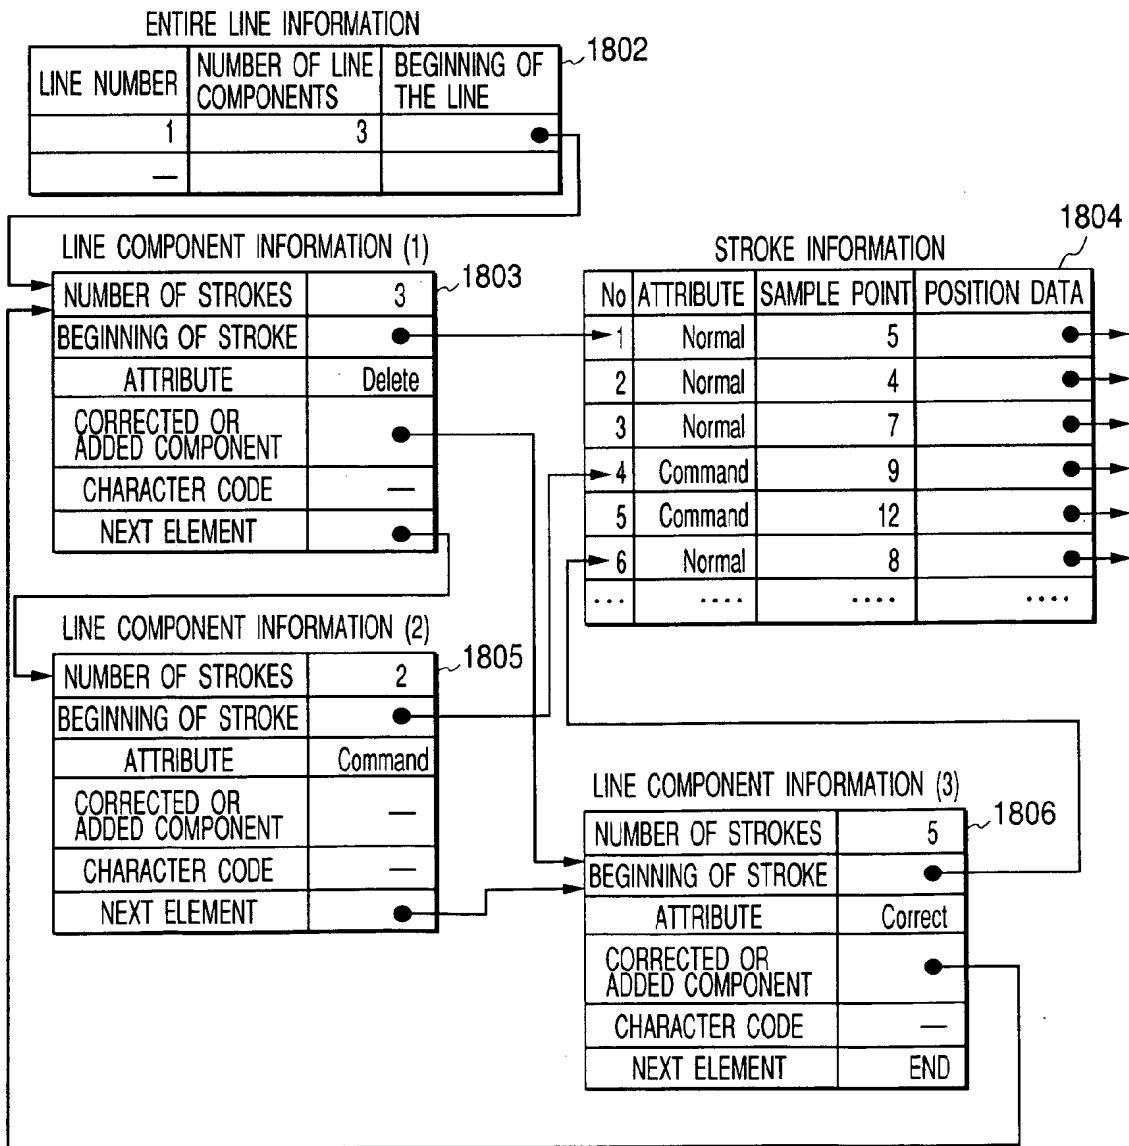 ENTIRE LINE INFORMATION
1802
LINE NUMBER
NUMBER OF LINE
COMPONENTS
BEGINNING OF
THE LINE
1 3
—
LINE COMPONENT INFORMATION (1)
1803
NUMBER OF STROKES 3
BEGINNING OF STROKE
ATTRIBUTE Delete
CORRECTED OR
ADDED COMPONENT
CHARACTER CODE —
NEXT ELEMENT
STROKE INFORMATION
1804
No ATTRIBUTE SAMPLE POINT POSITION DATA
1 Normal 5
2 Normal 4
3 Normal 7
4 Command 9
5 Command 12
6 Normal 8
... .... .... ....
LINE COMPONENT INFORMATION (2)
1805
NUMBER OF STROKES 2
BEGINNING OF STROKE
ATTRIBUTE Command
CORRECTED OR
ADDED COMPONENT —
CHARACTER CODE —
NEXT ELEMENT
LINE COMPONENT INFORMATION (3)
1806
NUMBER OF STROKES 5
BEGINNING OF STROKE
ATTRIBUTE Correct
CORRECTED OR
ADDED COMPONENT
CHARACTER CODE —
NEXT ELEMENT END